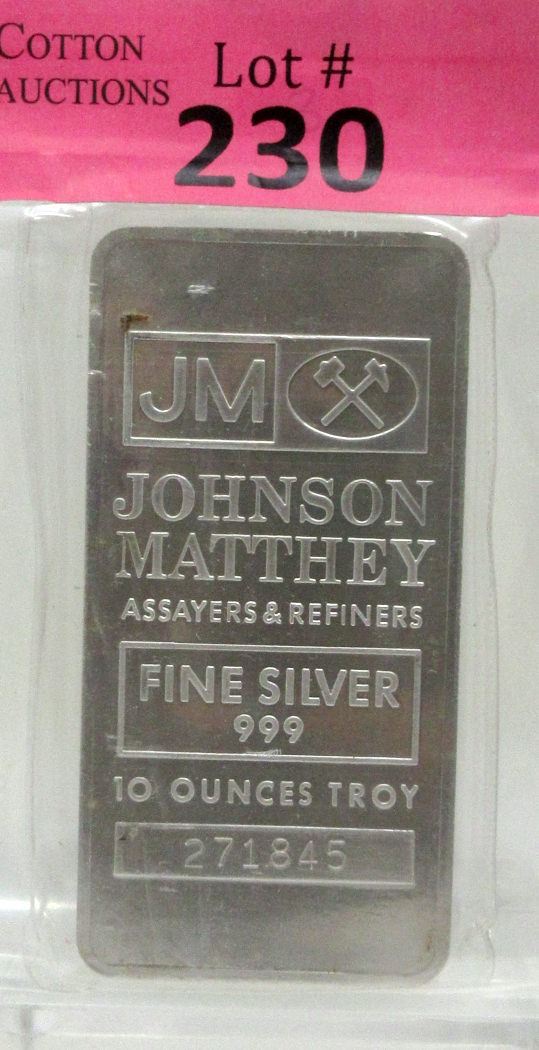 COTTON
AUCTIONS
Lot #
230
JM
JOHNSON
MATTHEY
ASSAYERS & REFINERS
FINE SILVER
999
10 OUNCES TROY
271845